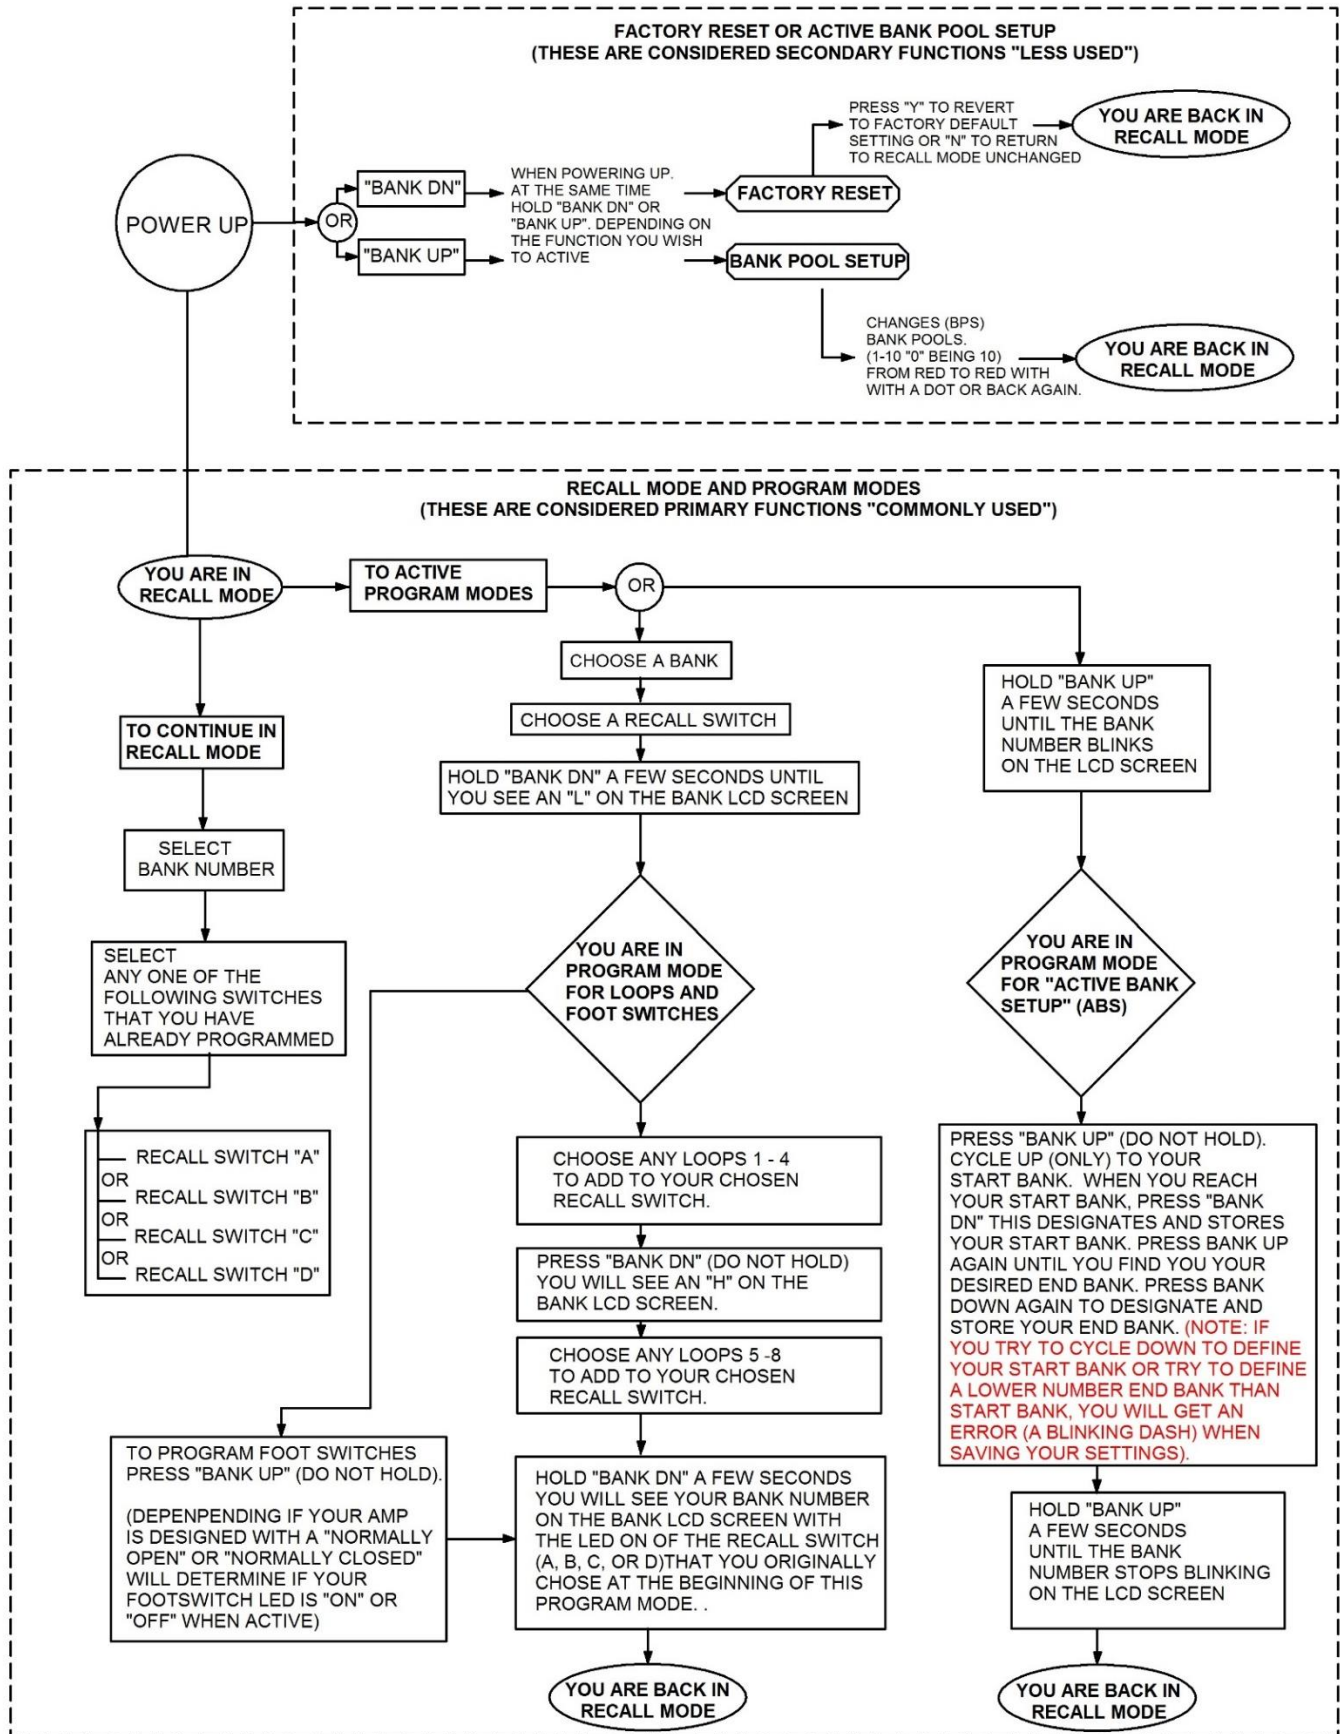 FACTORY RESET OR ACTIVE BANK POOL SETUP
(THESE ARE CONSIDERED SECONDARY FUNCTIONS "LESS USED")
POWER UP
OR
"BANK DN"
"BANK UP"
WHEN POWERING UP.
AT THE SAME TIME
HOLD "BANK DN" OR
"BANK UP". DEPENDING ON
THE FUNCTION YOU WISH
TO ACTIVE
FACTORY RESET
PRESS "Y" TO REVERT
TO FACTORY DEFAULT
SETTING OR "N" TO RETURN
TO RECALL MODE UNCHANGED
YOU ARE BACK IN
RECALL MODE
BANK POOL SETUP
CHANGES (BPS)
BANK POOLS.
(1-10 "0" BEING 10)
FROM RED TO RED WITH
WITH A DOT OR BACK AGAIN.
YOU ARE BACK IN
RECALL MODE
RECALL MODE AND PROGRAM MODES
(THESE ARE CONSIDERED PRIMARY FUNCTIONS "COMMONLY USED")
YOU ARE IN
RECALL MODE
TO ACTIVE
PROGRAM MODES
OR
TO CONTINUE IN
RECALL MODE
SELECT
BANK NUMBER
SELECT
ANY ONE OF THE
FOLLOWING SWITCHES
THAT YOU HAVE
ALREADY PROGRAMMED
RECALL SWITCH "A"
OR
RECALL SWITCH "B"
OR
RECALL SWITCH "C"
OR
RECALL SWITCH "D"
CHOOSE A BANK
CHOOSE A RECALL SWITCH
HOLD "BANK DN" A FEW SECONDS UNTIL
YOU SEE AN "L" ON THE BANK LCD SCREEN
YOU ARE IN
PROGRAM MODE
FOR LOOPS AND
FOOT SWITCHES
CHOOSE ANY LOOPS 1 - 4
TO ADD TO YOUR CHOSEN
RECALL SWITCH.
PRESS "BANK DN" (DO NOT HOLD)
YOU WILL SEE AN "H" ON THE
BANK LCD SCREEN.
CHOOSE ANY LOOPS 5 -8
TO ADD TO YOUR CHOSEN
RECALL SWITCH.
TO PROGRAM FOOT SWITCHES
PRESS "BANK UP" (DO NOT HOLD).
(DEPENPENDING IF YOUR AMP
IS DESIGNED WITH A "NORMALLY
OPEN" OR "NORMALLY CLOSED"
WILL DETERMINE IF YOUR
FOOTSWITCH LED IS "ON" OR
"OFF" WHEN ACTIVE)
HOLD "BANK DN" A FEW SECONDS
YOU WILL SEE YOUR BANK NUMBER
ON THE BANK LCD SCREEN WITH
THE LED ON OF THE RECALL SWITCH
(A, B, C, OR D)THAT YOU ORIGINALLY
CHOSE AT THE BEGINNING OF THIS
PROGRAM MODE. .
YOU ARE BACK IN
RECALL MODE
HOLD "BANK UP"
A FEW SECONDS
UNTIL THE BANK
NUMBER BLINKS
ON THE LCD SCREEN
YOU ARE IN
PROGRAM MODE
FOR "ACTIVE BANK
SETUP" (ABS)
PRESS "BANK UP" (DO NOT HOLD).
CYCLE UP (ONLY) TO YOUR
START BANK. WHEN YOU REACH
YOUR START BANK, PRESS "BANK
DN" THIS DESIGNATES AND STORES
YOUR START BANK. PRESS BANK UP
AGAIN UNTIL YOU FIND YOU YOUR
DESIRED END BANK. PRESS BANK
DOWN AGAIN TO DESIGNATE AND
STORE YOUR END BANK. (NOTE: IF
YOU TRY TO CYCLE DOWN TO DEFINE
YOUR START BANK OR TRY TO DEFINE
A LOWER NUMBER END BANK THAN
START BANK, YOU WILL GET AN
ERROR (A BLINKING DASH) WHEN
SAVING YOUR SETTINGS).
HOLD "BANK UP"
A FEW SECONDS
UNTIL THE BANK
NUMBER STOPS BLINKING
ON THE LCD SCREEN
YOU ARE BACK IN
RECALL MODE